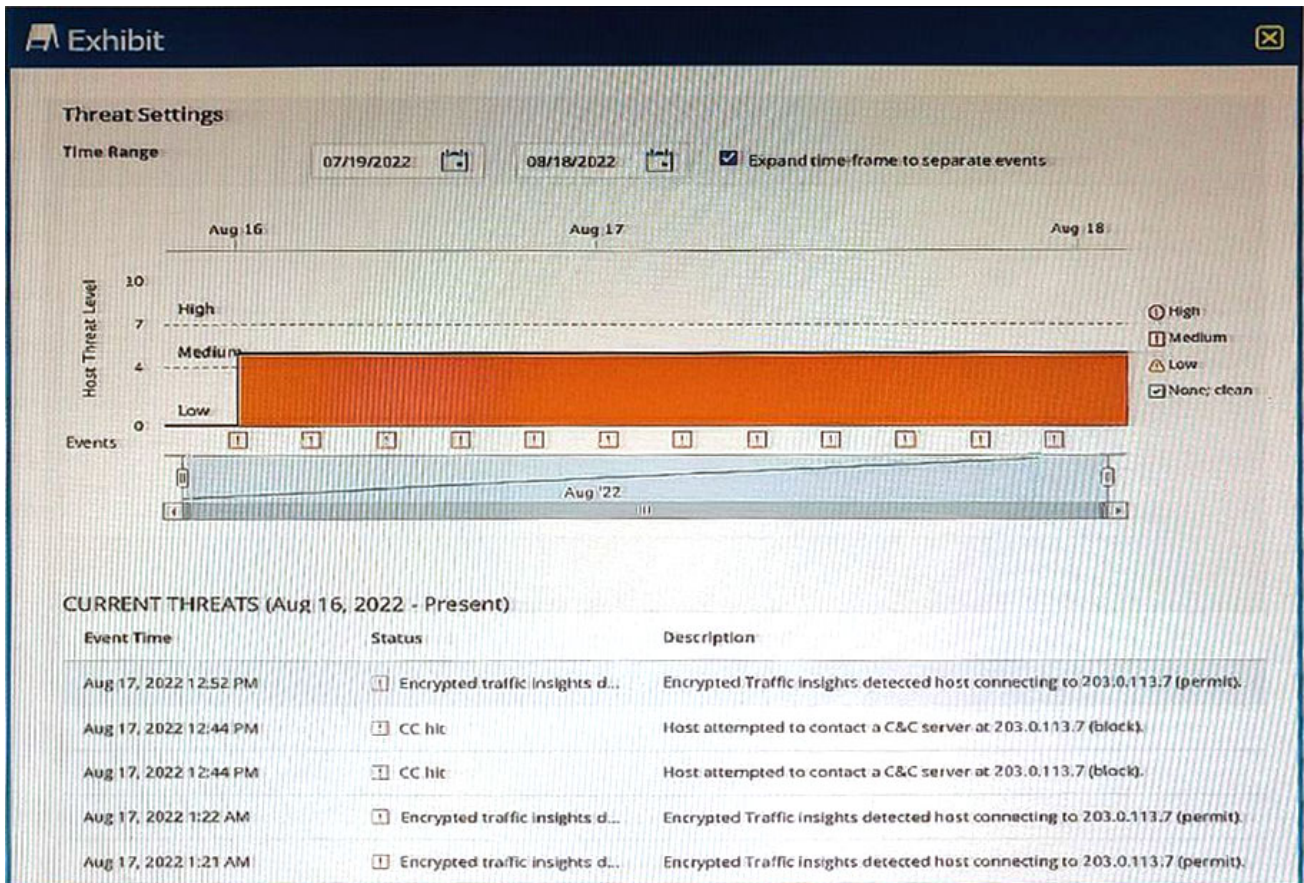 Exhibit
Threat Settings
Time Range 07/19/2022 08/18/2022 Expand time-frame to separate events
Aug 16 Aug 17 Aug 18
Host Threat Level
10
High
7
Medium
4
Low
0
High
Medium
Low
None; clean
Events
Aug '22
CURRENT THREATS (Aug 16, 2022 - Present)
Event Time Status Description
Aug 17, 2022 12:52 PM Encrypted traffic insights d... Encrypted Traffic insights detected host connecting to 203.0.113.7 (permit).
Aug 17, 2022 12:44 PM CC hit Host attempted to contact a C&C server at 203.0.113.7 (block).
Aug 17, 2022 12:44 PM CC hit Host attempted to contact a C&C server at 203.0.113.7 (block).
Aug 17, 2022 1:22 AM Encrypted traffic insights d... Encrypted Traffic insights detected host connecting to 203.0.113.7 (permit).
Aug 17, 2022 1:21 AM Encrypted traffic insights d... Encrypted Traffic insights detected host connecting to 203.0.113.7 (permit).